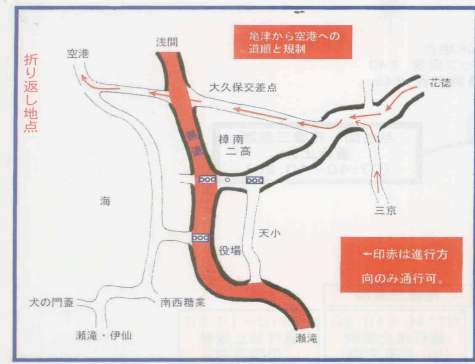 浅間
亀津から空港への
道順と規制
空港
折り返し地点
大久保交差点
花徳
樟南
二高
海
三京
天小
役場
←印赤は進行方
向のみ通行可。
犬の門蓋
南西糖業
瀬滝・伊仙
瀬滝